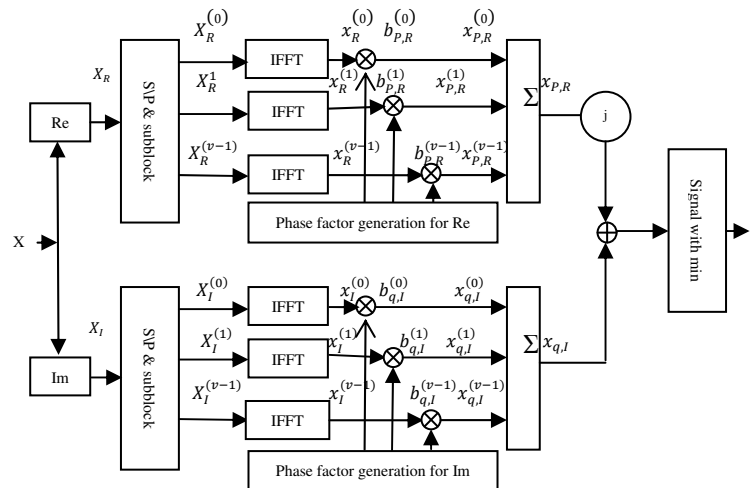 X_R^{(0)} x_R^{(0)} b_{P,R}^{(0)} x_{P,R}^{(0)}
X_R IFFT
X_R^1 x_R^{(1)} b_{P,R}^{(1)} x_{P,R}^{(1)} Σ x_{P,R}
Re S\P & subblock IFFT j
X_R^{(v-1)} x_R^{(v-1)} b_{P,R}^{(v-1)} x_{P,R}^{(v-1)}
IFFT
Phase factor generation for Re
X Signal with min
X_I^{(0)} x_I^{(0)} b_{q,I}^{(0)} x_{q,I}^{(0)}
IFFT
X_I X_I^{(1)} x_I^{(1)} b_{q,I}^{(1)} x_{q,I}^{(1)} Σ x_{q,I}
Im S\P & subblock IFFT
X_I^{(v-1)} x_I^{(v-1)} b_{q,I}^{(v-1)} x_{q,I}^{(v-1)}
IFFT
Phase factor generation for Im